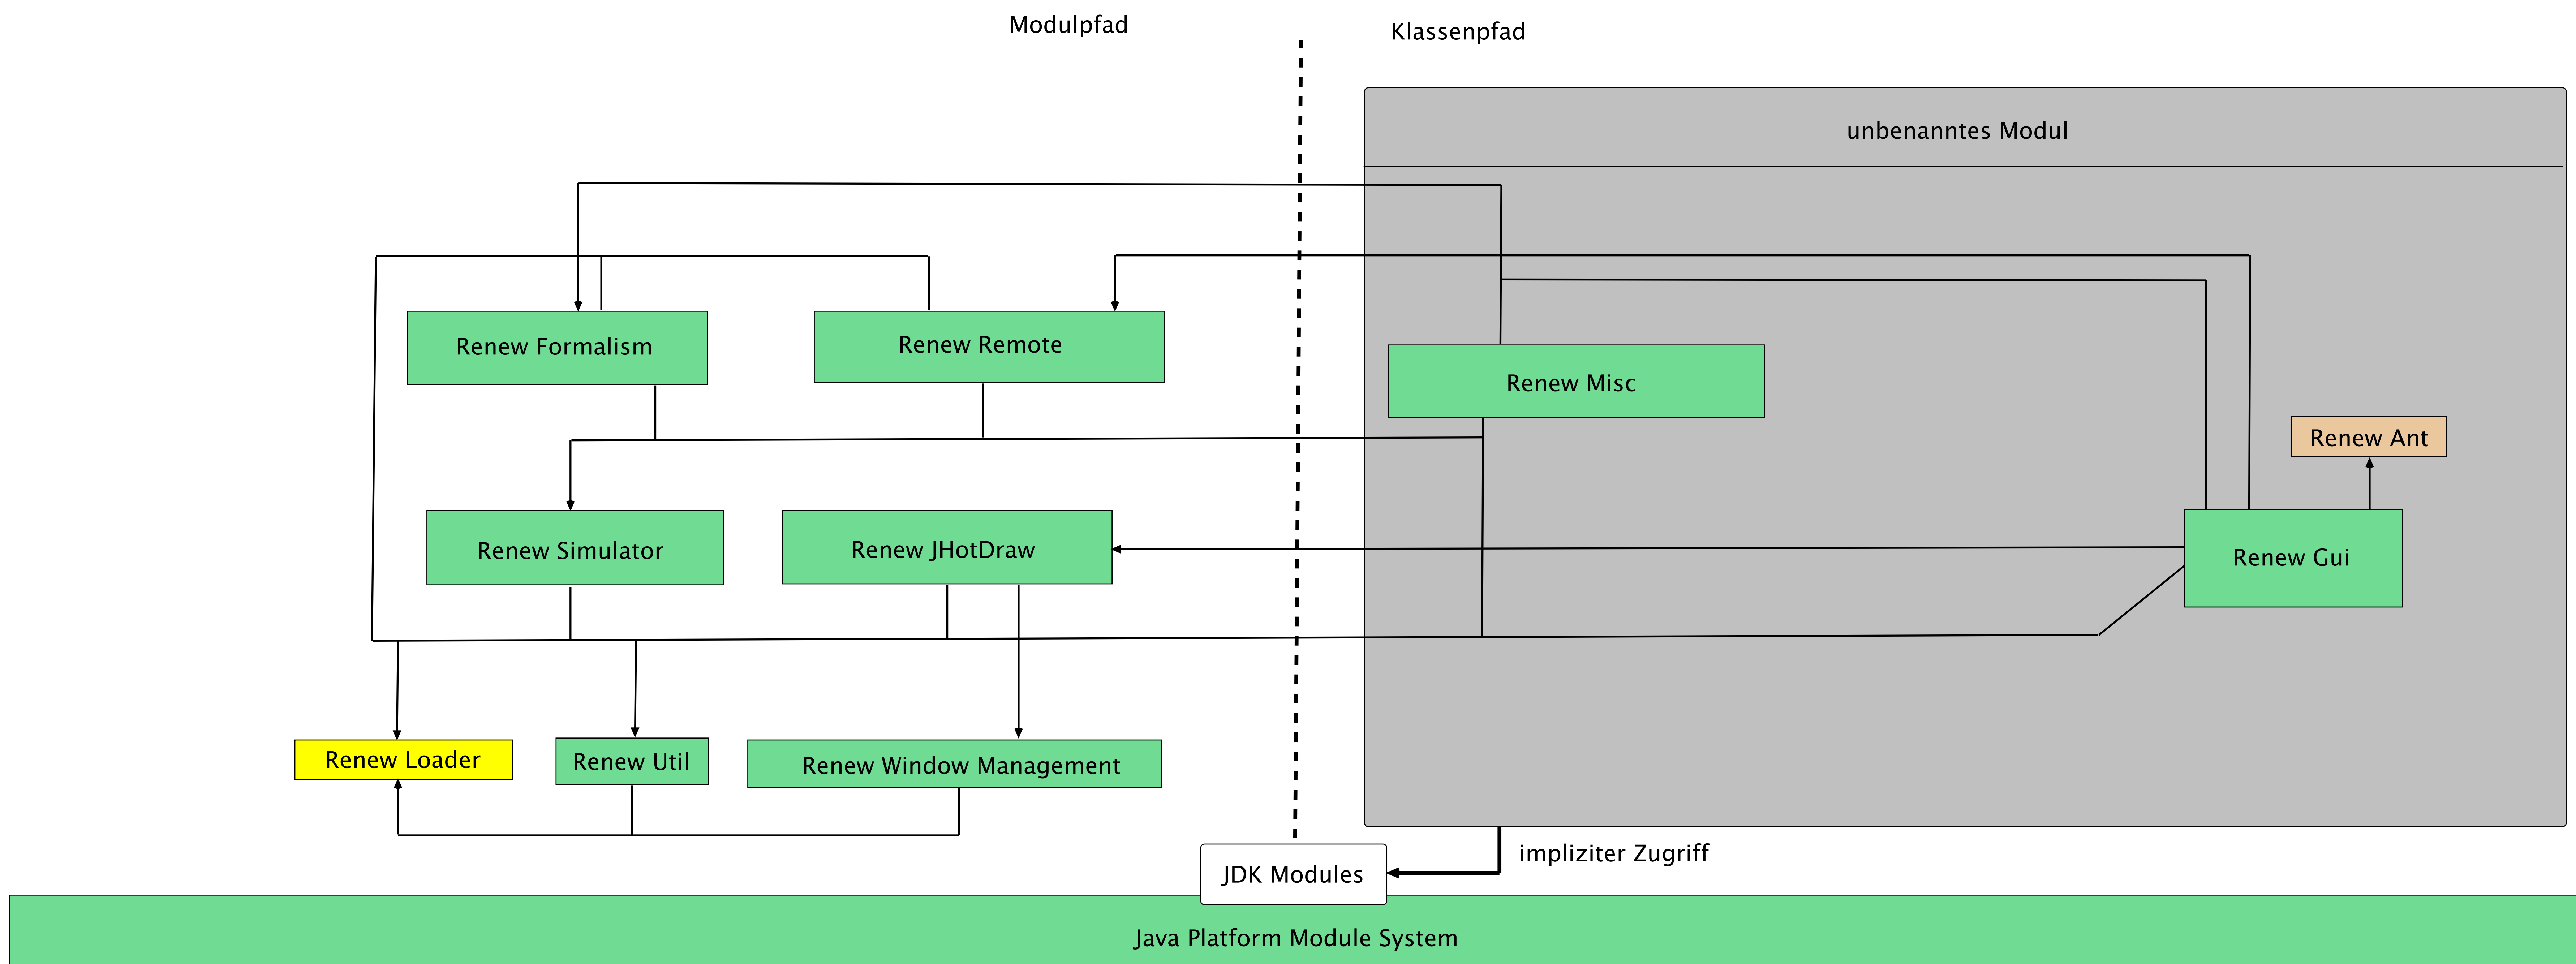 Modulpfad
Klassenpfad
unbenanntes Modul
Renew Formalism
Renew Remote
Renew Misc
Renew Ant
Renew Simulator
Renew JHotDraw
Renew Gui
Renew Loader
Renew Util
Renew Window Management
impliziter Zugriff
JDK Modules
Java Platform Module System